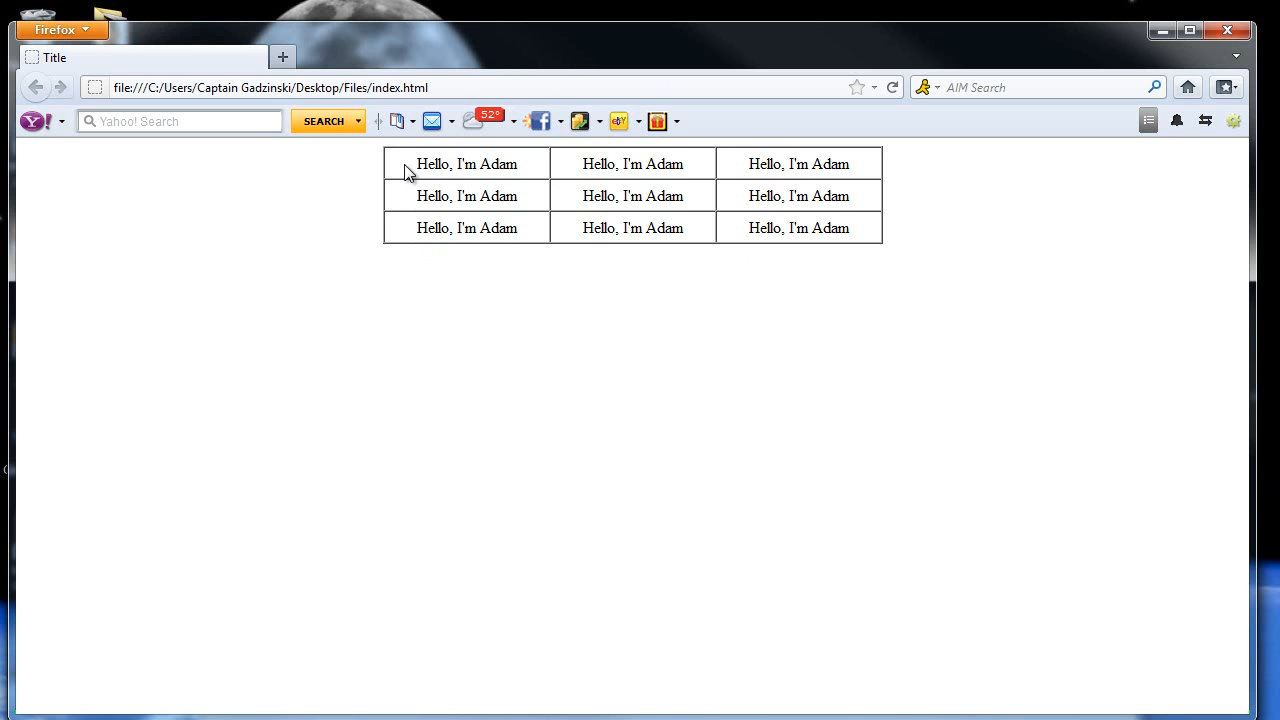 Firefox
Title
file:///C:/Users/Captain Gadzinski/Desktop/Files/index.html
AIM Search
Y!
Yahoo! Search
SEARCH
52°
f
ebY
Hello, I'm Adam Hello, I'm Adam Hello, I'm Adam
Hello, I'm Adam Hello, I'm Adam Hello, I'm Adam
Hello, I'm Adam Hello, I'm Adam Hello, I'm Adam